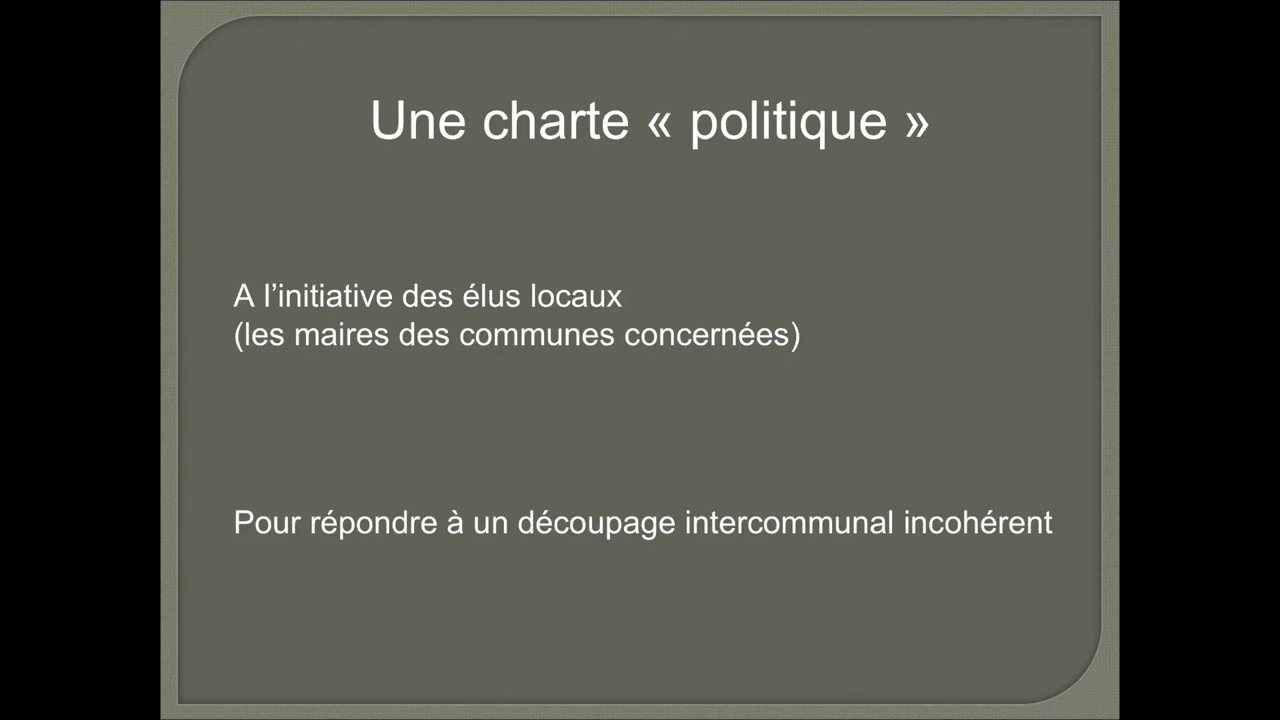 Une charte « politique »
A l’initiative des élus locaux
(les maires des communes concernées)
Pour répondre à un découpage intercommunal incohérent